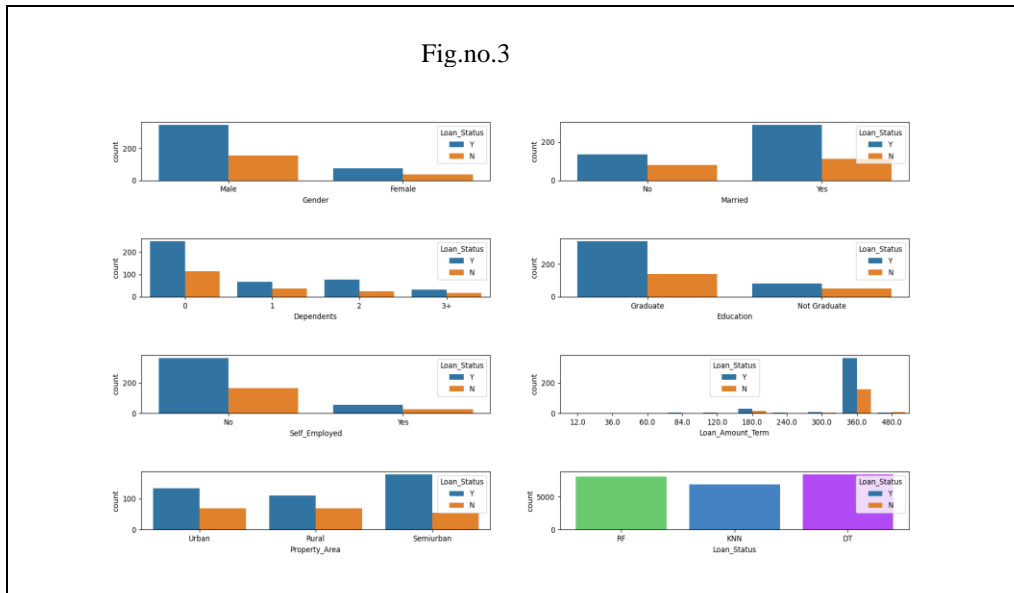 Fig.no.3
count
200
0
Loan_Status
Y
N
Male
Female
Gender
count
200
0
Loan_Status
Y
N
No
Yes
Married
count
200
100
0
Loan_Status
Y
N
0
1
2
3+
Dependents
count
200
0
Loan_Status
Y
N
Graduate
Not Graduate
Education
count
200
0
Loan_Status
Y
N
No
Yes
Self_Employed
count
200
0
Loan_Status
Y
N
12.0
36.0
60.0
84.0
120.0
180.0
240.0
300.0
360.0
480.0
Loan_Amount_Term
count
100
0
Loan_Status
Y
N
Urban
Rural
Semiurban
Property_Area
count
5000
0
Loan_Status
Y
N
RF
KNN
DT
Loan_Status